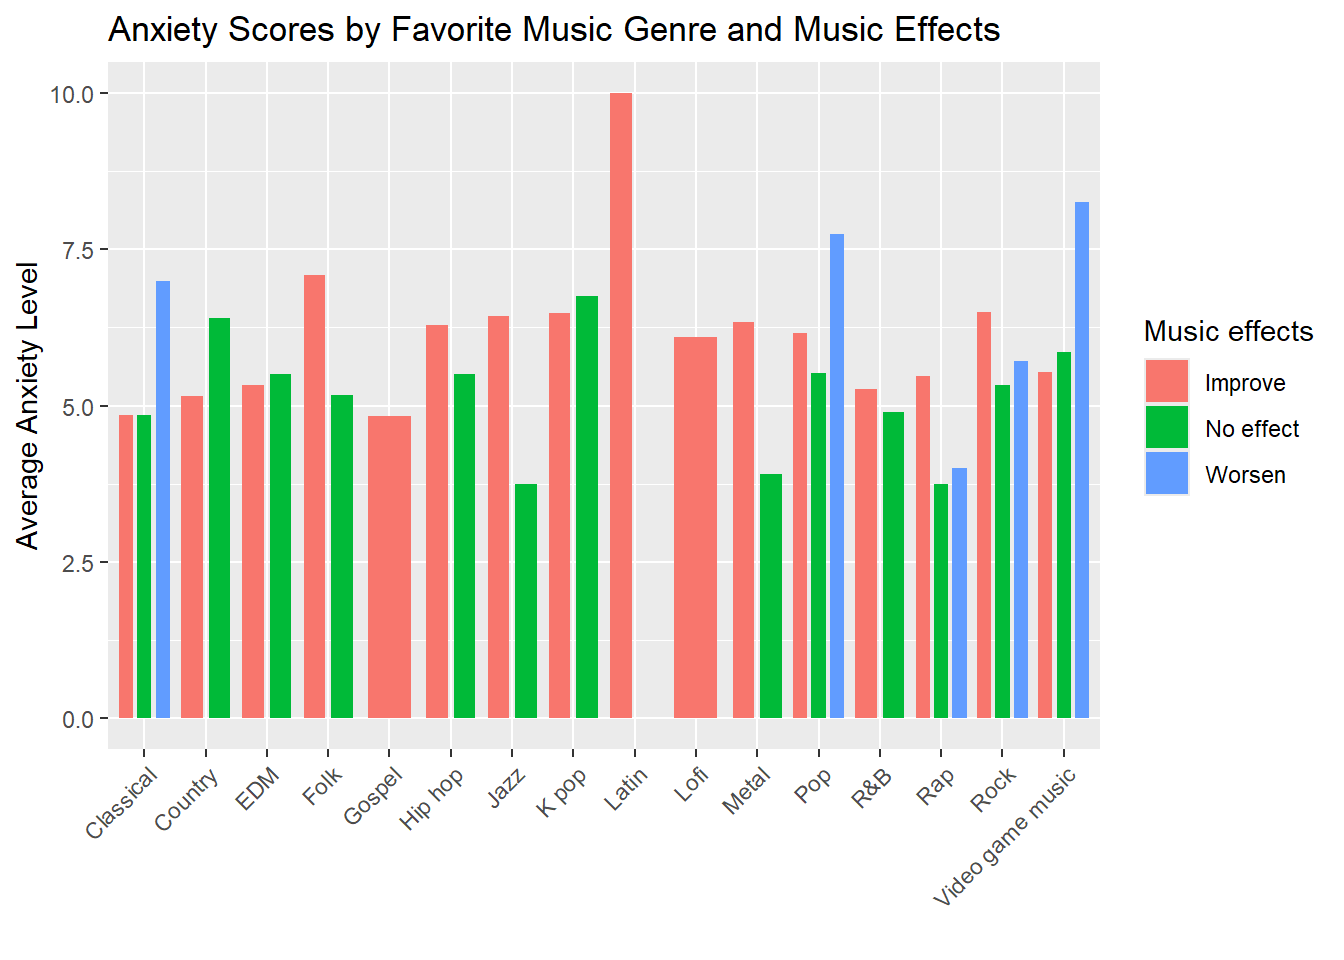 Anxiety Scores by Favorite Music Genre and Music Effects
Average Anxiety Level
10.0
7.5
5.0
2.5
0.0
Classical
Country
EDM
Folk
Gospel
Hip hop
Jazz
K pop
Latin
Lofi
Metal
Pop
R&B
Rap
Rock
Video game music
Music effects
Improve
No effect
Worsen